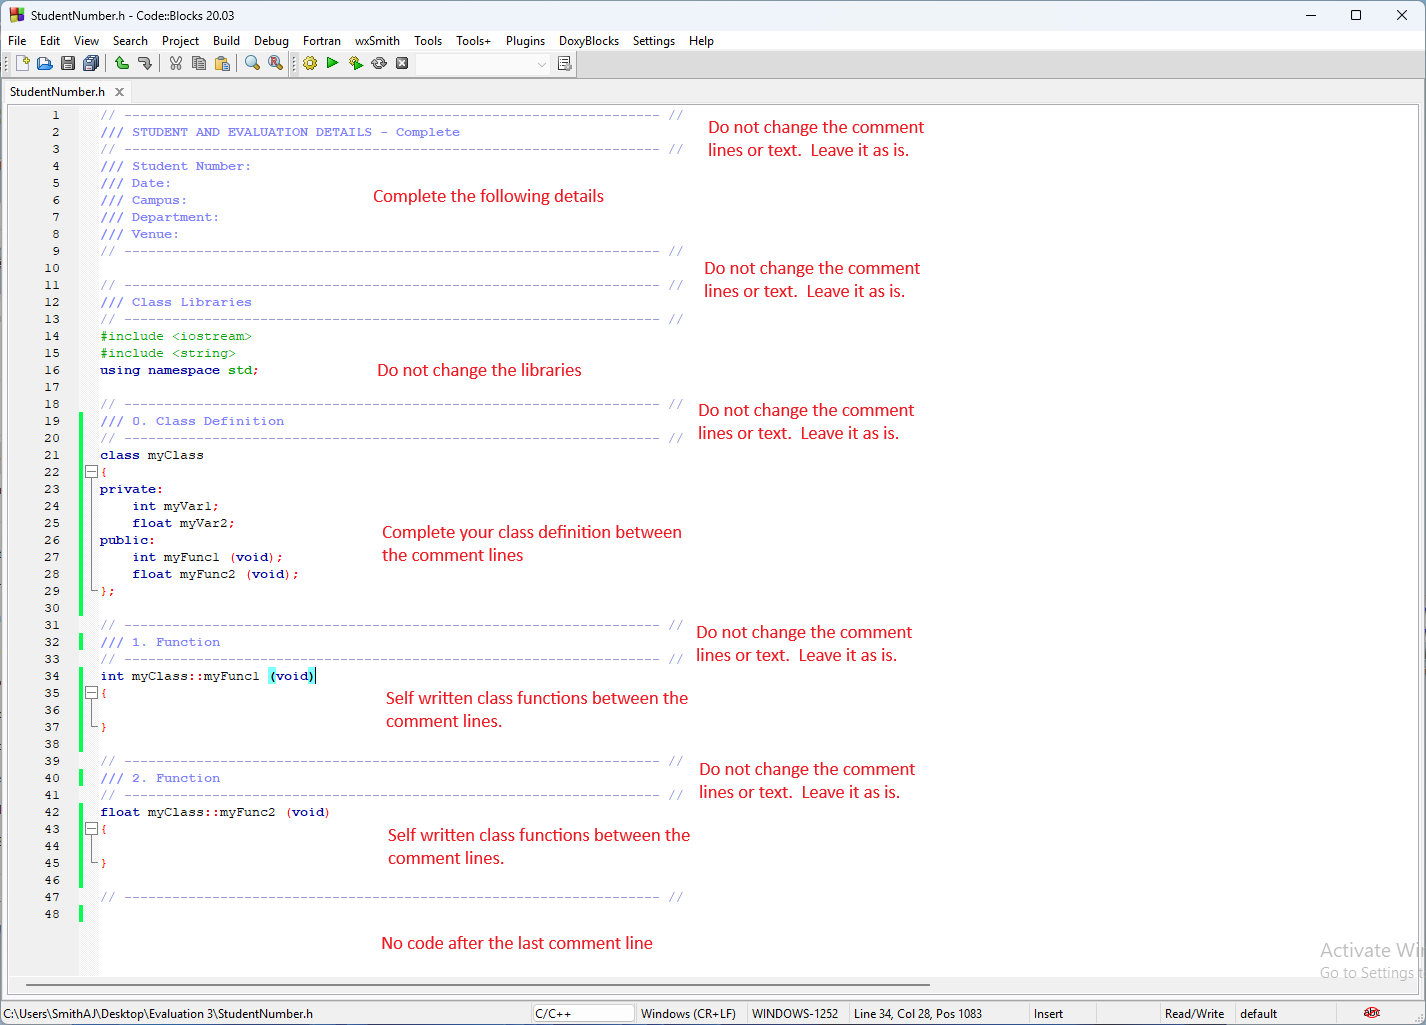 StudentNumber.h - Code::Blocks 20.03
File Edit View Search Project Build Debug Fortran wxSmith Tools Tools+ Plugins DoxyBlocks Settings Help
StudentNumber.h
1 // ------------------------------------------------------------------- //
2 /// STUDENT AND EVALUATION DETAILS - Complete
3 // ------------------------------------------------------------------- //
Do not change the comment
lines or text. Leave it as is.
4 /// Student Number:
5 /// Date:
6 /// Campus:
7 /// Department:
8 /// Venue:
Complete the following details
9 // ------------------------------------------------------------------- //
10
11 // ------------------------------------------------------------------- //
12 /// Class Libraries
13 // ------------------------------------------------------------------- //
Do not change the comment
lines or text. Leave it as is.
14 #include <iostream>
15 #include <string>
16 using namespace std;
Do not change the libraries
17
18 // ------------------------------------------------------------------- //
19 /// 0. Class Definition
20 // ------------------------------------------------------------------- //
Do not change the comment
lines or text. Leave it as is.
21 class myClass
22 {
23 private:
24 int myVar1;
25 float myVar2;
26 public:
27 int myFunc1 (void);
28 float myFunc2 (void);
29 };
Complete your class definition between
the comment lines
30
31 // ------------------------------------------------------------------- //
32 /// 1. Function
33 // ------------------------------------------------------------------- //
Do not change the comment
lines or text. Leave it as is.
34 int myClass::myFunc1 (void)
35 {
36
37 }
Self written class functions between the
comment lines.
38
39 // ------------------------------------------------------------------- //
40 /// 2. Function
41 // ------------------------------------------------------------------- //
Do not change the comment
lines or text. Leave it as is.
42 float myClass::myFunc2 (void)
43 {
44
45 }
Self written class functions between the
comment lines.
46
47 // ------------------------------------------------------------------- //
48
No code after the last comment line
Activate Wi
Go to Settings t
C:\Users\SmithAJ\Desktop\Evaluation 3\StudentNumber.h C/C++ Windows (CR+LF) WINDOWS-1252 Line 34, Col 28, Pos 1083 Insert Read/Write default abc